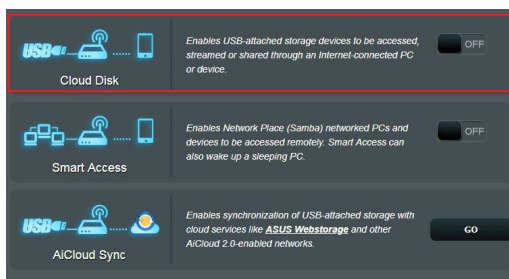 USB
Cloud Disk
Enables USB-attached storage devices to be accessed,
streamed or shared through an Internet-connected PC
or device.
OFF
Smart Access
Enables Network Place (Samba) networked PCs and
devices to be accessed remotely. Smart Access can
also wake up a sleeping PC.
OFF
USB
AiCloud Sync
Enables synchronization of USB-attached storage with
cloud services like ASUS Webstorage and other
AiCloud 2.0-enabled networks.
GO